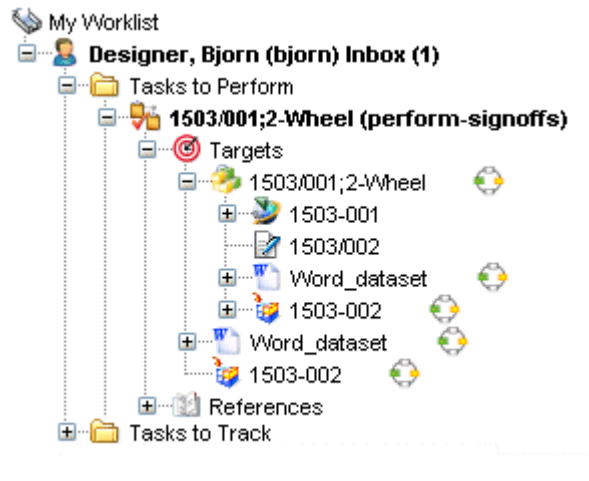 My Worklist
Designer, Bjorn (bjorn) Inbox (1)
Tasks to Perform
1503/001;2-Wheel (perform-signoffs)
Targets
1503/001;2-Wheel
1503-001
1503/002
Word_dataset
1503-002
Word_dataset
1503-002
References
Tasks to Track